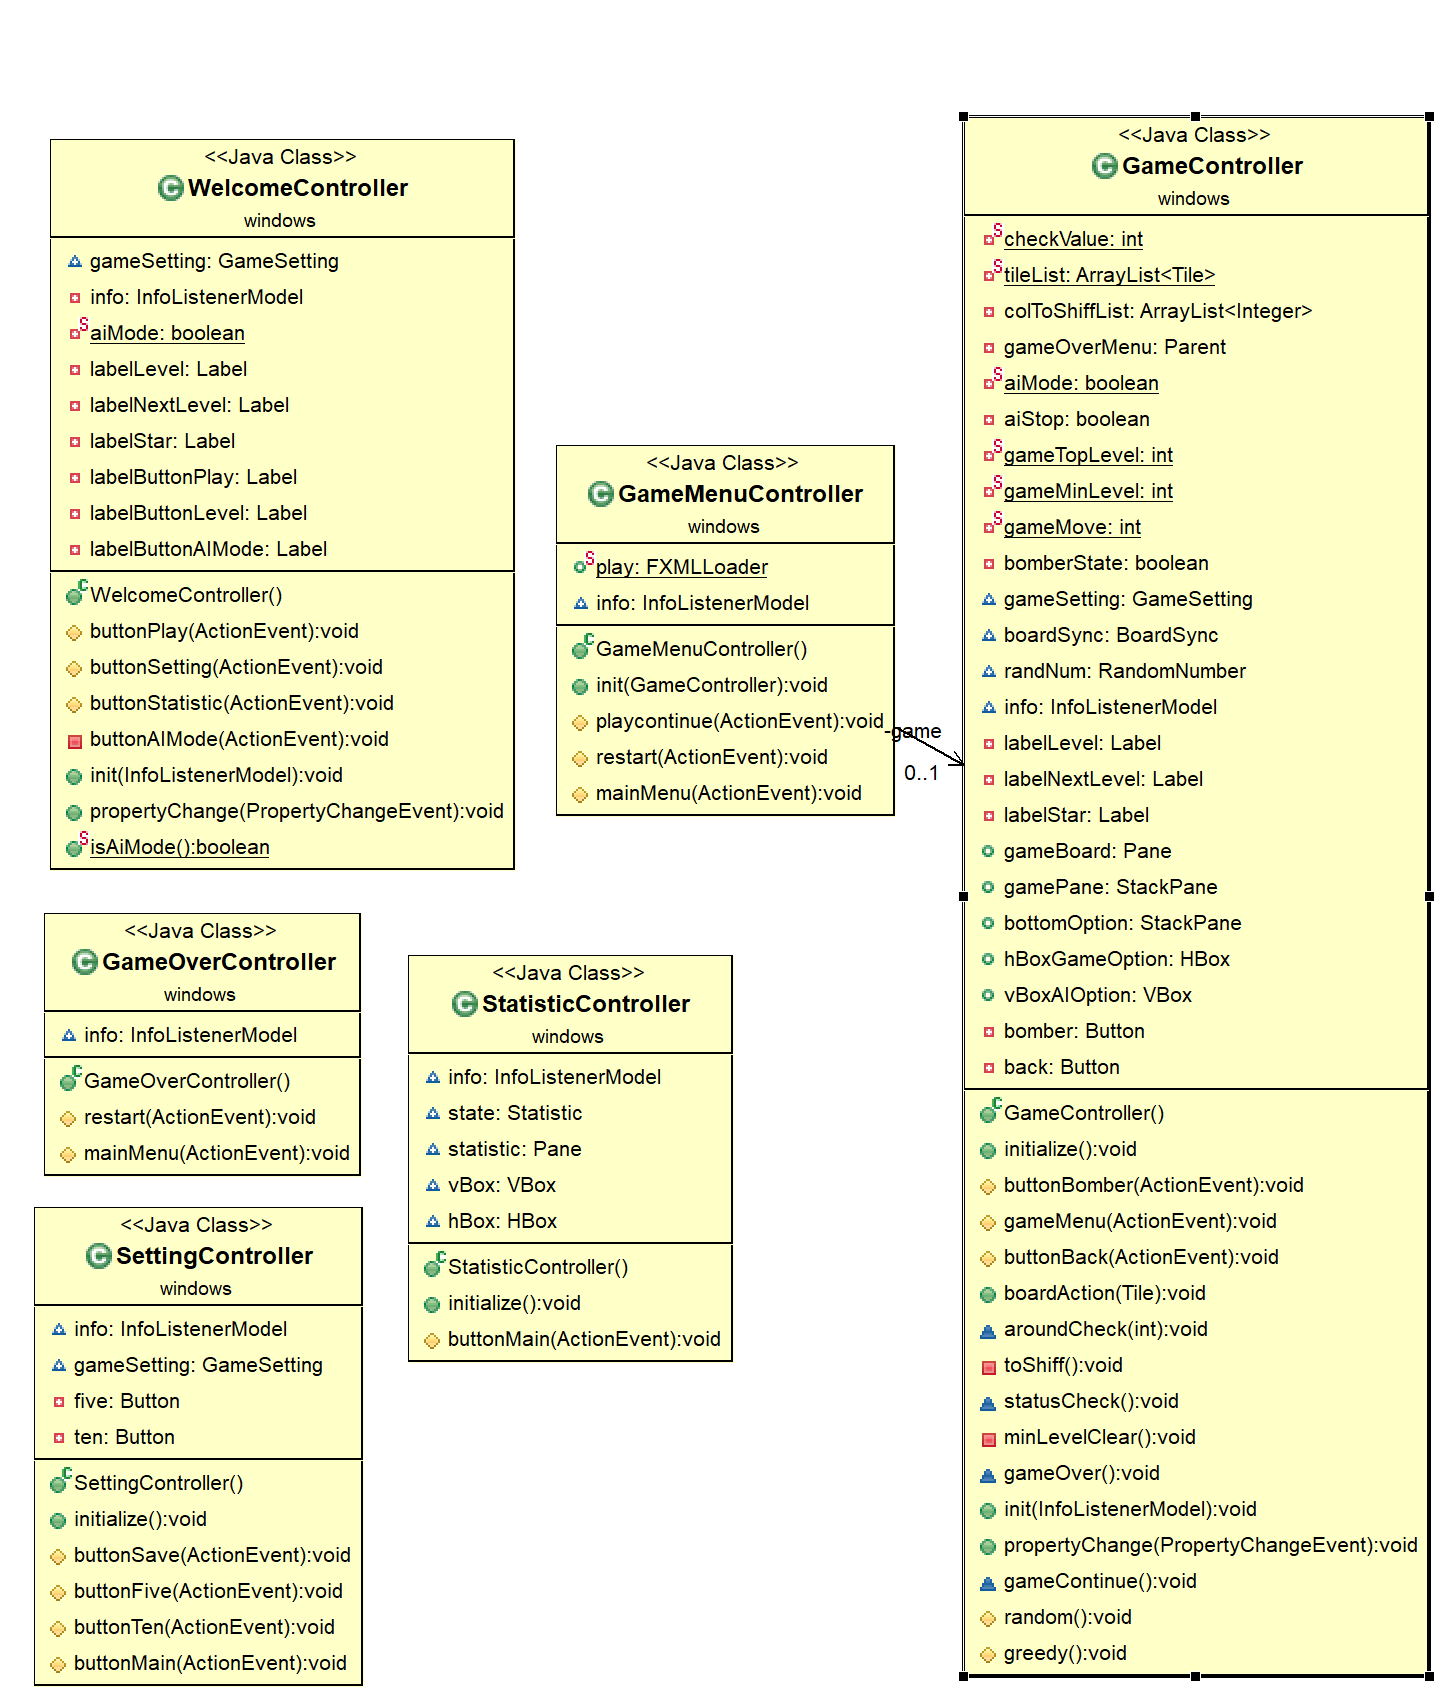 <<Java Class>>
WelcomeController
windows
gameSetting: GameSetting
info: InfoListenerModel
aiMode: boolean
labelLevel: Label
labelNextLevel: Label
labelStar: Label
labelButtonPlay: Label
labelButtonLevel: Label
labelButtonAIMode: Label
WelcomeController()
buttonPlay(ActionEvent):void
buttonSetting(ActionEvent):void
buttonStatistic(ActionEvent):void
buttonAIMode(ActionEvent):void
init(InfoListenerModel):void
propertyChange(PropertyChangeEvent):void
isAiMode():boolean
<<Java Class>>
GameMenuController
windows
play: FXMLLoader
info: InfoListenerModel
GameMenuController()
init(GameController):void
playcontinue(ActionEvent):void
restart(ActionEvent):void
mainMenu(ActionEvent):void
-game
0..1
<<Java Class>>
GameController
windows
checkValue: int
tileList: ArrayList<Tile>
colToShiffList: ArrayList<Integer>
gameOverMenu: Parent
aiMode: boolean
aiStop: boolean
gameTopLevel: int
gameMinLevel: int
gameMove: int
bomberState: boolean
gameSetting: GameSetting
boardSync: BoardSync
randNum: RandomNumber
info: InfoListenerModel
labelLevel: Label
labelNextLevel: Label
labelStar: Label
gameBoard: Pane
gamePane: StackPane
bottomOption: StackPane
hBoxGameOption: HBox
vBoxAIOption: VBox
bomber: Button
back: Button
GameController()
initialize():void
buttonBomber(ActionEvent):void
gameMenu(ActionEvent):void
buttonBack(ActionEvent):void
boardAction(Tile):void
aroundCheck(int):void
toShiff():void
statusCheck():void
minLevelClear():void
gameOver():void
init(InfoListenerModel):void
propertyChange(PropertyChangeEvent):void
gameContinue():void
random():void
greedy():void
<<Java Class>>
GameOverController
windows
info: InfoListenerModel
GameOverController()
restart(ActionEvent):void
mainMenu(ActionEvent):void
<<Java Class>>
StatisticController
windows
info: InfoListenerModel
state: Statistic
statistic: Pane
vBox: VBox
hBox: HBox
StatisticController()
initialize():void
buttonMain(ActionEvent):void
<<Java Class>>
SettingController
windows
info: InfoListenerModel
gameSetting: GameSetting
five: Button
ten: Button
SettingController()
initialize():void
buttonSave(ActionEvent):void
buttonFive(ActionEvent):void
buttonTen(ActionEvent):void
buttonMain(ActionEvent):void